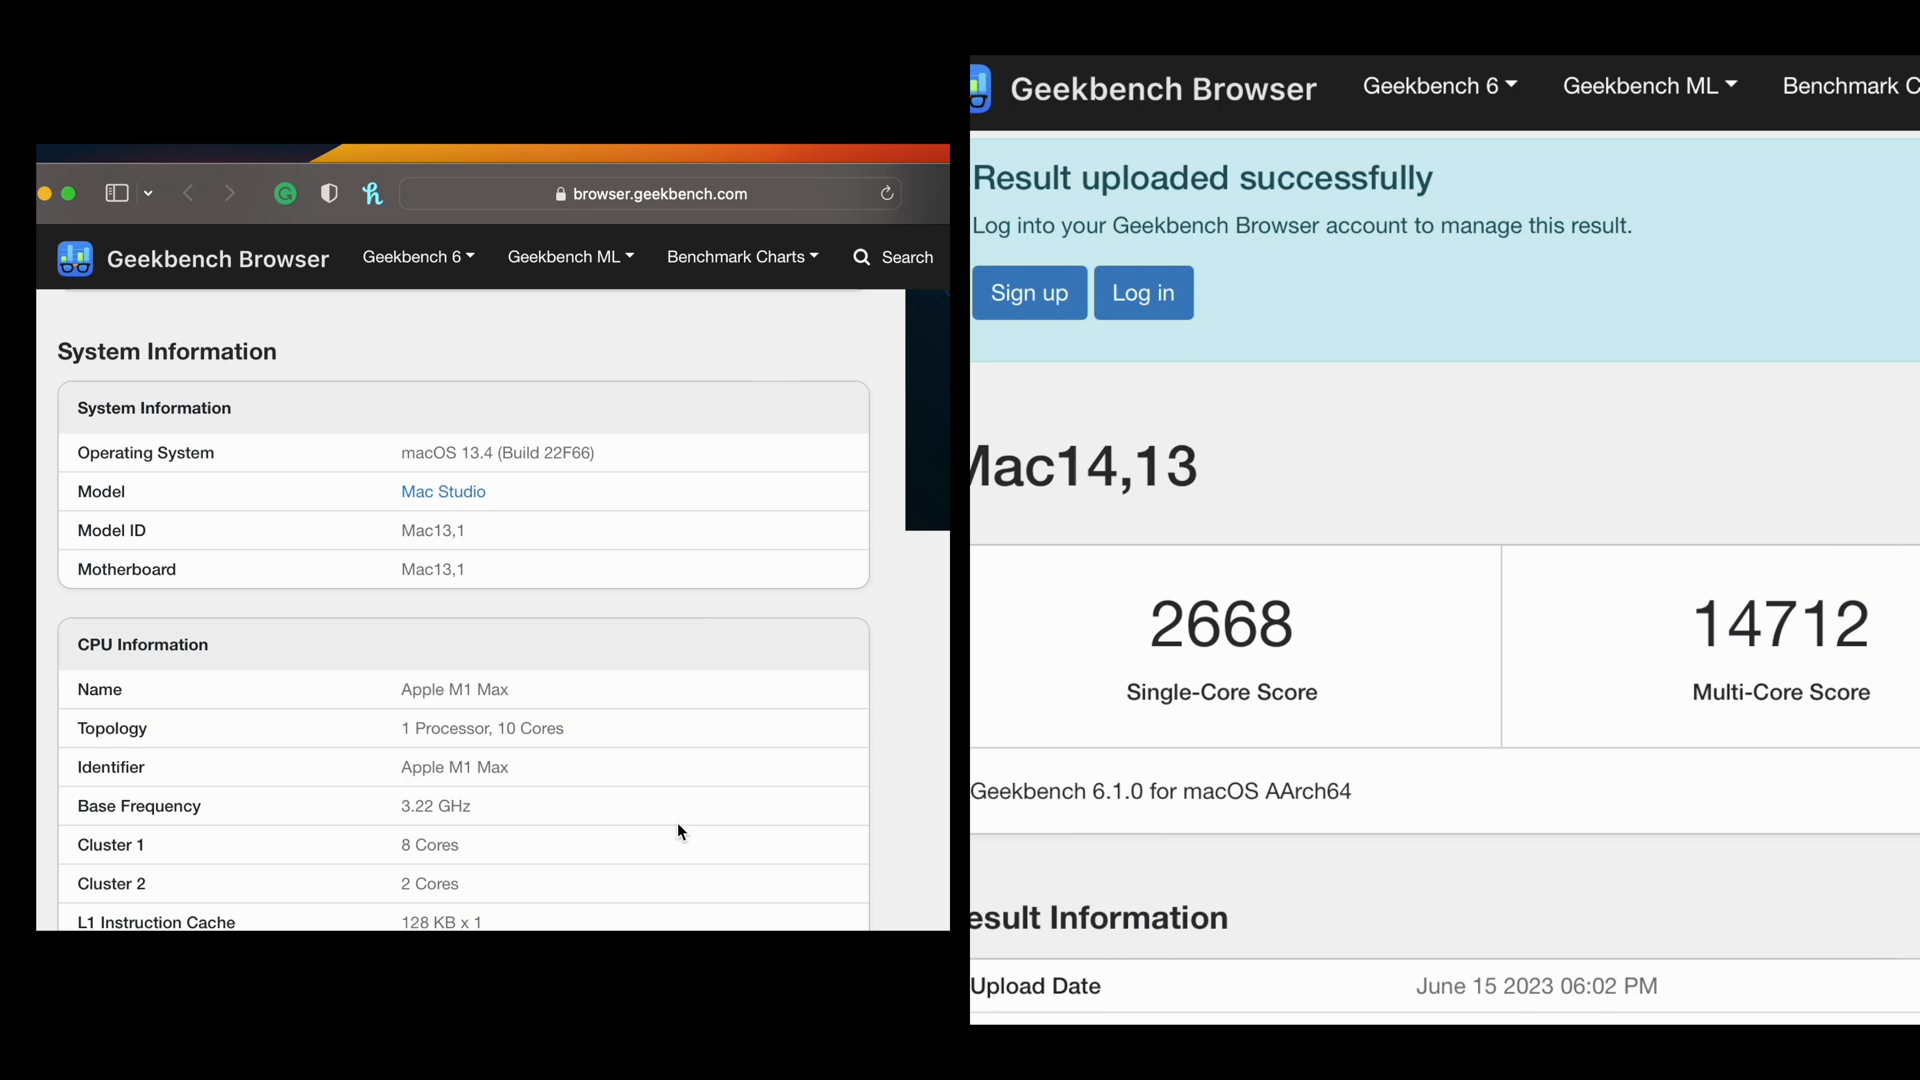 browser.geekbench.com
Geekbench Browser
Geekbench 6
Geekbench ML
Benchmark Charts
Search
System Information
System Information
Operating System macOS 13.4 (Build 22F66)
Model Mac Studio
Model ID Mac13,1
Motherboard Mac13,1
CPU Information
Name Apple M1 Max
Topology 1 Processor, 10 Cores
Identifier Apple M1 Max
Base Frequency 3.22 GHz
Cluster 1 8 Cores
Cluster 2 2 Cores
L1 Instruction Cache 128 KB x 1
Geekbench Browser
Geekbench 6
Geekbench ML
Benchmark C
Result uploaded successfully
Log into your Geekbench Browser account to manage this result.
Sign up
Log in
Mac14,13
2668
Single-Core Score
14712
Multi-Core Score
Geekbench 6.1.0 for macOS AArch64
esult Information
Upload Date June 15 2023 06:02 PM